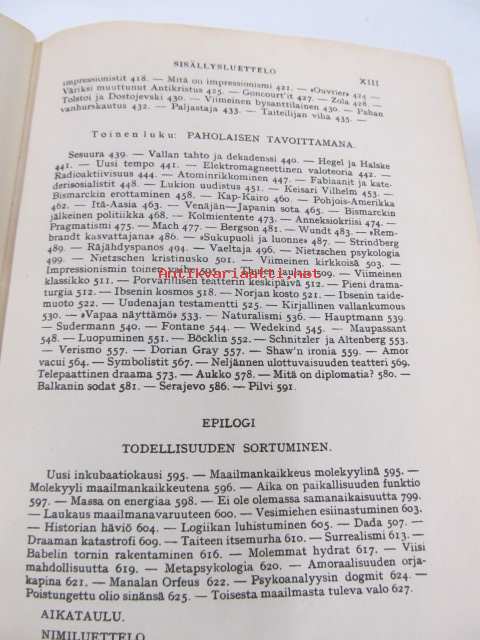 SISÄLLYSLUETTELO XIII
impressionistit 418. — Mitä on impressionismi 421. — »Ouvrier» 424 —
Väriksi muuttunut Antikristus 425. — Goncourt'it 427. — Zola 428. —
Tolstoi ja Dostojevski 430. — Viimeinen bysanttilainen 430. — Pahan
vanhurskautus 432. — Paljastaja 433. — Taiteilijan viha 435. —
Toinen luku: PAHOLAISEN TAVOITTAMANA.
Sesuura 439. — Vallan tahto ja dekadenssi 440. — Hegel ja Halske
441. — Uusi tempo 441. — Elektromagneettinen valoteoria 442. —
Radioaktiivisuus 444. — Atominrikkominen 447. — Fabiaanit ja kate-
derisosialistit 448. — Lukion uudistus 451. — Keisari Vilhelm 453. —
Bismarckin erottaminen 458. — Kap-Kairo 460. — Pohjois-Amerikka
462. — Itä-Aasia 463. — Venäjän—Japanin sota 465. — Bismarckin
jälkeinen politiikka 468. — Kolmientente 473. — Anneksiokriisi 474. —
Pragmatismi 475. — Mach 477. — Bergson 481. — Wundt 483. — »Rem-
brandt kasvattajana» 486. — »Sukupuoli ja luonne» 487. — Strindberg
489. — Räjähdyspanos 494. — Vaeltaja 496. — Nietzschen psykologia
499. — Nietzschen kristinusko 501. — Viimeinen kirkkoisä 503. —
Impressionismin toinen vaihe 505. — laulu — Viimeinen
klassikko 511. — Porvarillisen teatterin keskipäivä 512. — Pieni drama-
turgia 512. — Ibsenin kosmos 518. — Norjan kosto 521. — Ibsenin taide-
muoto 522. — Uudenajan testamentti 525. — Kirjallinen vallankumous
530. — »Vapaa näyttämö» 530. — Naturalismi 536. — Hauptmann 539.
— Sudermann 540. — Fontane 544. — Wedekind 545. — Maupassant
548. — Luopuminen 551. — Böcklin 552. — Schnitzler ja Altenberg 553.
— Verismo 557. — Dorian Gray 557. — Shaw'n ironia 559. — Amor
vacui 564. — Symbolistit 567. — Neljännen ulottuvaisuuden teatteri 569.
Telepaattinen draama 573. — Aukko 578. — Mitä on diplomatia? 580. —
Balkanin sodat 581. — Serajevo 586. — Pilvi 591.
EPILOGI
TODELLISUUDEN SORTUMINEN.
Uusi inkubaatiokausi 595. — Maailmankaikkeus molekyylinä 595. —
Molekyyli maailmankaikkeutena 596. — Aika on paikallisuuden funktio
597. — Massa on energiaa 598. — Ei ole olemassa samanaikaisuutta 799.
— Laukaus maailmanavaruuteen 600. — Vesimiehen esiinastuminen 603.
— Historian häviö 604. — Logiikan luhistuminen 605. — Dada 507. —
Draaman katastrofi 609. — Taiteen itsemurha 610. — Surrealismi 613. —
Babelin tornin rakentaminen 616. — Molemmat hydrat 617. — Viisi
mahdollisuutta 619. — Metapsykologia 620. — Amoraalisuuden orja-
kapina 621. — Manalan Orfeus 622. — Psykoanalyysin dogmit 624. —
Poistungettu olio sinänsä 625. — Toisesta maailmasta tuleva valo 627.
AIKATAULU.
NIMILUETTELO.
Antikvariaatti.net